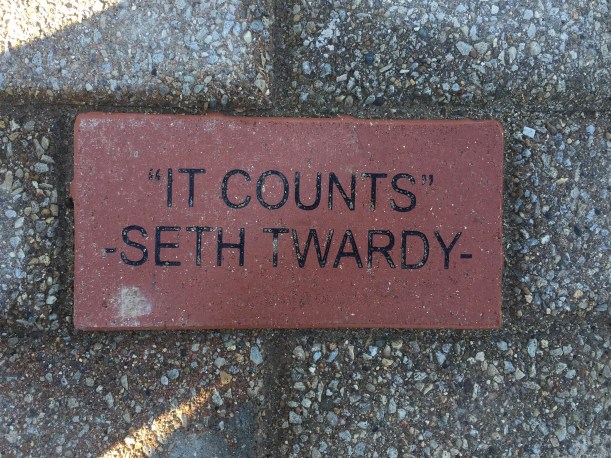 “IT COUNTS”
-SETH TWARDY-